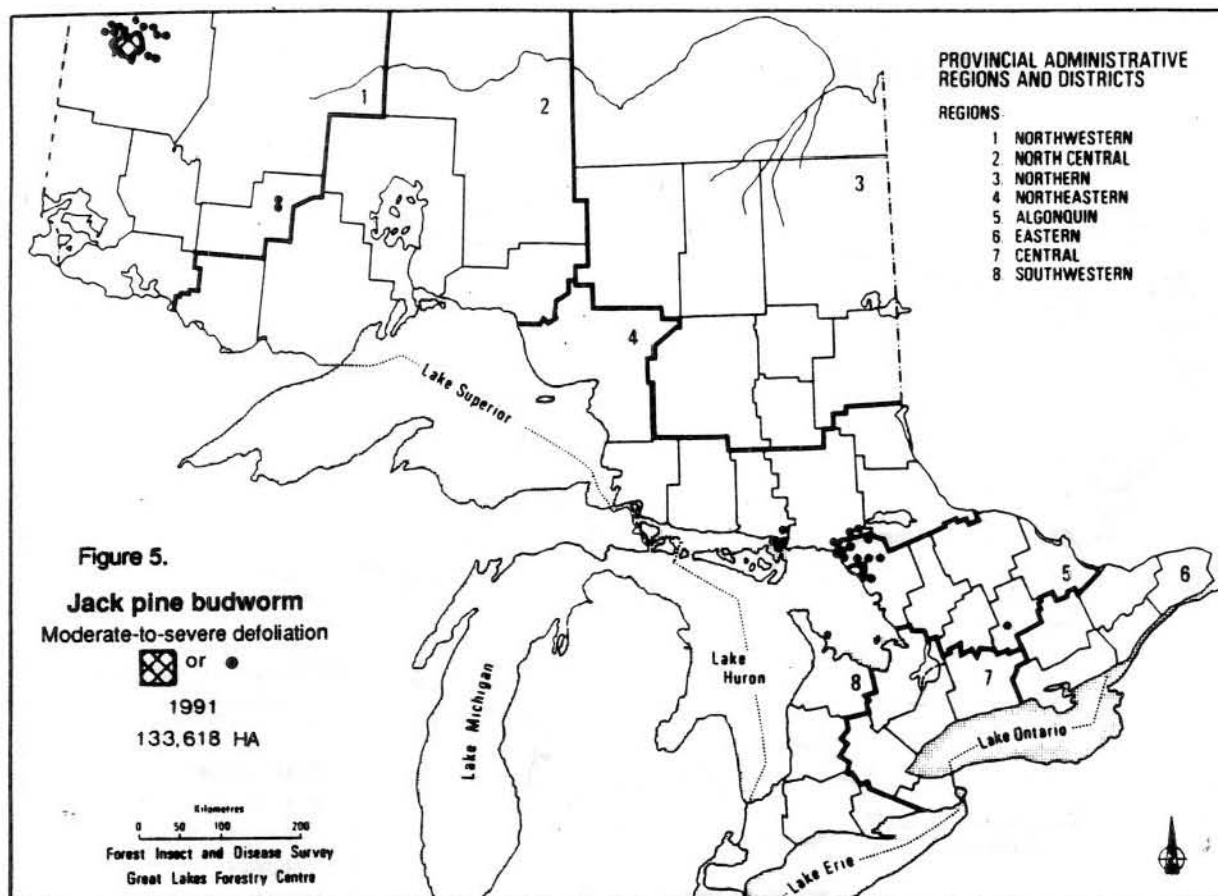 PROVINCIAL ADMINISTRATIVE
REGIONS AND DISTRICTS
REGIONS
1 NORTHWESTERN
2 NORTH CENTRAL
3 NORTHERN
4 NORTHEASTERN
5 ALGONQUIN
6 EASTERN
7 CENTRAL
8 SOUTHWESTERN
1
2
3
4
5
6
7
8
Lake Superior
Lake Michigan
Lake
Huron
Lake Ontario
Lake Erie
Figure 5.
Jack pine budworm
Moderate-to-severe defoliation
or
1991
133,618 HA
Kilometres
0 50 100 200
Forest Insect and Disease Survey
Great Lakes Forestry Centre